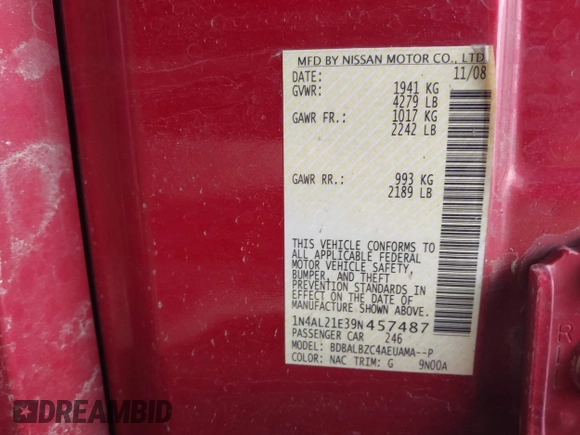 MFD BY NISSAN MOTOR CO., LTD
DATE: 11/08
GVWR: 1941 KG
4279 LB
GAWR FR.: 1017 KG
2242 LB
GAWR RR.: 993 KG
2189 LB
THIS VEHICLE CONFORMS TO
ALL APPLICABLE FEDERAL
MOTOR VEHICLE SAFETY,
BUMPER, AND THEFT
PREVENTION STANDARDS IN
EFFECT ON THE DATE OF
MANUFACTURE SHOWN ABOVE.
1N4AL21E39N457487
PASSENGER CAR 246
MODEL: BDBALBZC4AEUAMA--P
COLOR: NAC TRIM: G 9N00A
DREAMBID